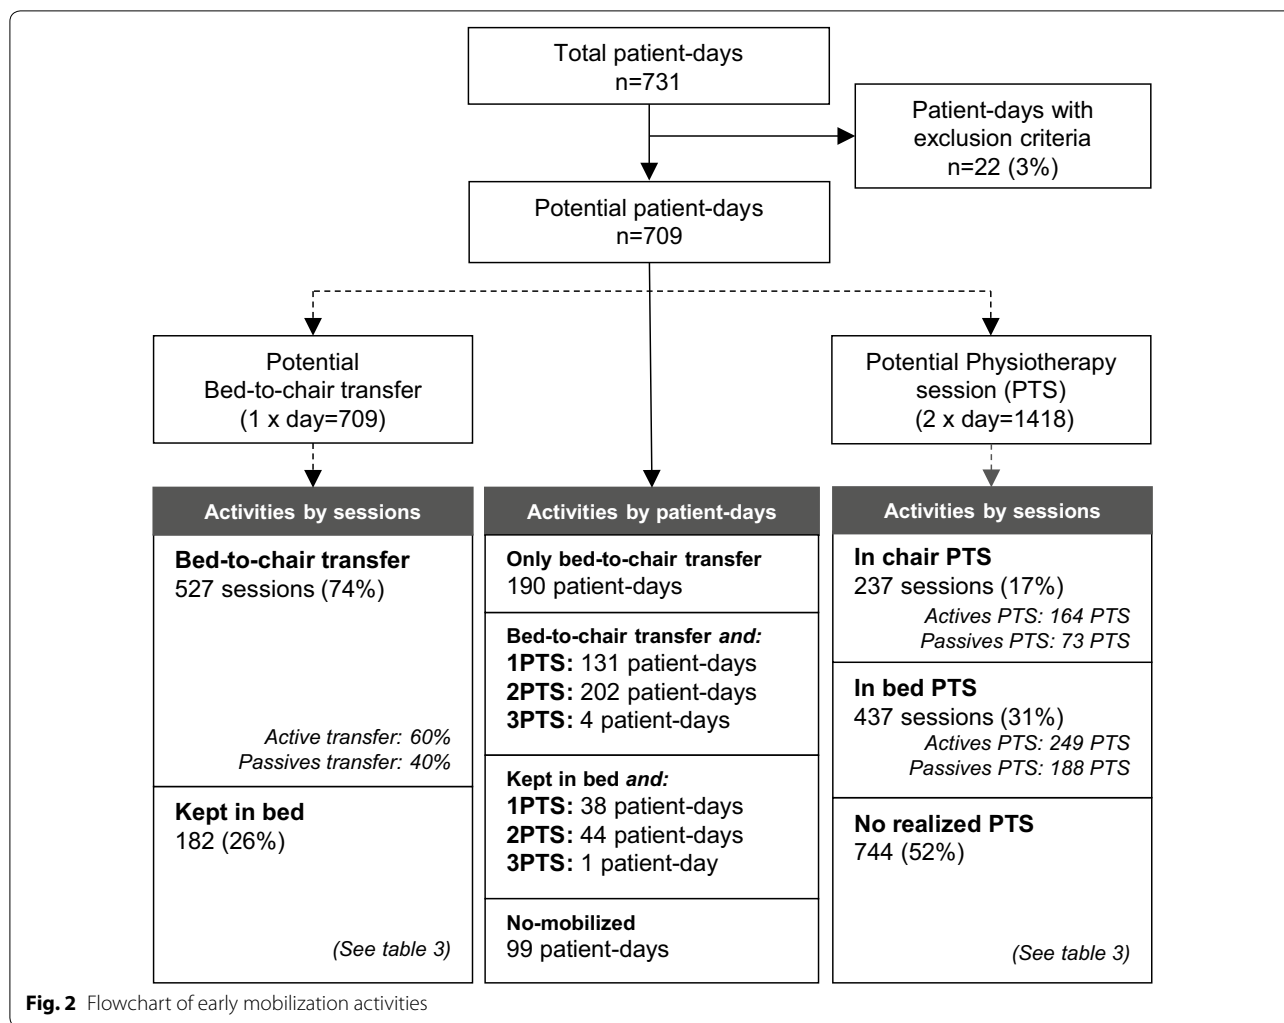 Total patient-days
n=731
Patient-days with
exclusion criteria
n=22 (3%)
Potential patient-days
n=709
Potential
Bed-to-chair transfer
(1 x day=709)
Potential Physiotherapy
session (PTS)
(2 x day=1418)
Activities by sessions
Bed-to-chair transfer
527 sessions (74%)
Active transfer: 60%
Passives transfer: 40%
Kept in bed
182 (26%)
(See table 3)
Activities by patient-days
Only bed-to-chair transfer
190 patient-days
Bed-to-chair transfer and:
1PTS: 131 patient-days
2PTS: 202 patient-days
3PTS: 4 patient-days
Kept in bed and:
1PTS: 38 patient-days
2PTS: 44 patient-days
3PTS: 1 patient-day
No-mobilized
99 patient-days
Activities by sessions
In chair PTS
237 sessions (17%)
Actives PTS: 164 PTS
Passives PTS: 73 PTS
In bed PTS
437 sessions (31%)
Actives PTS: 249 PTS
Passives PTS: 188 PTS
No realized PTS
744 (52%)
(See table 3)
Fig. 2 Flowchart of early mobilization activities